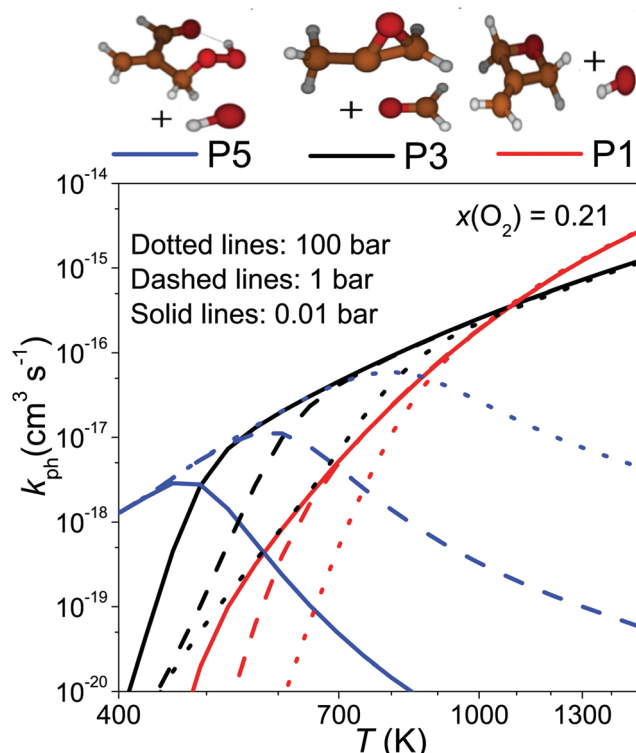 + + +
P5 P3 P1
x(O₂) = 0.21
Dotted lines: 100 bar
Dashed lines: 1 bar
Solid lines: 0.01 bar
k_ph(cm³ s⁻¹)
10⁻¹⁴
10⁻¹⁵
10⁻¹⁶
10⁻¹⁷
10⁻¹⁸
10⁻¹⁹
10⁻²⁰
400 700 1000 1300
T (K)